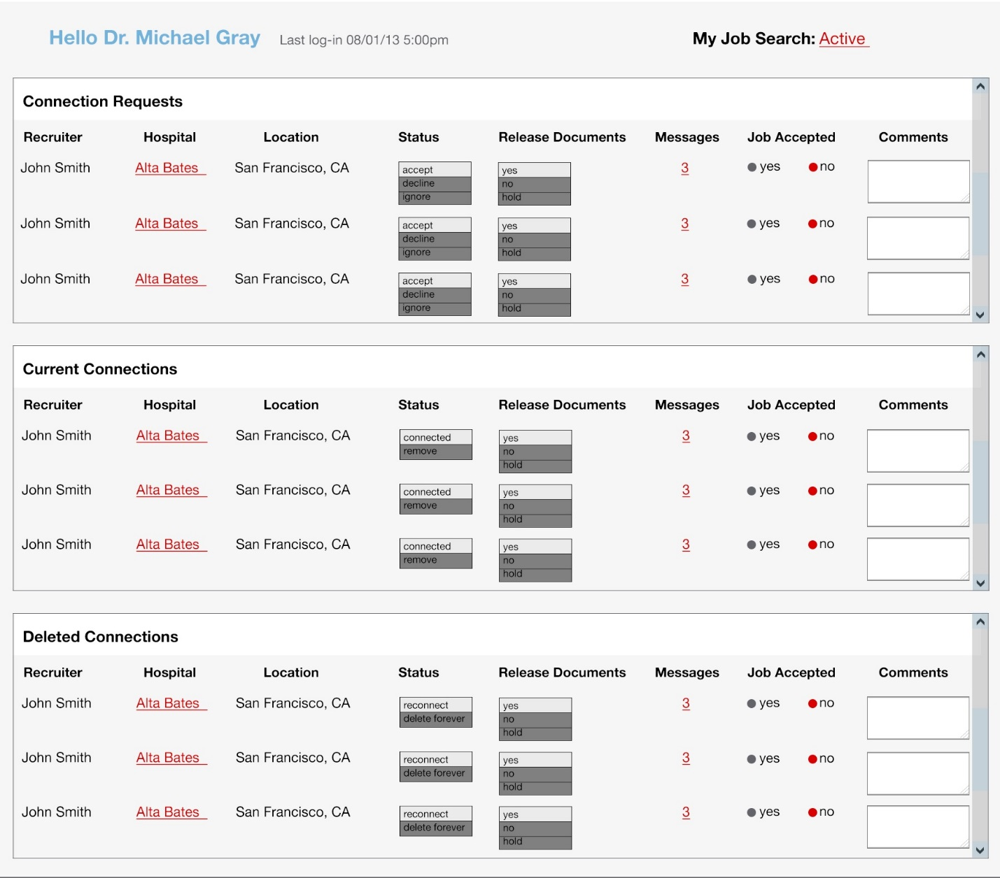 Hello Dr. Michael Gray Last log-in 08/01/13 5:00pm My Job Search: Active
Connection Requests
Recruiter Hospital Location Status Release Documents Messages Job Accepted Comments
John Smith Alta Bates San Francisco, CA accept yes 3 yes no
decline no
ignore hold
John Smith Alta Bates San Francisco, CA accept yes 3 yes no
decline no
ignore hold
John Smith Alta Bates San Francisco, CA accept yes 3 yes no
decline no
ignore hold
Current Connections
Recruiter Hospital Location Status Release Documents Messages Job Accepted Comments
John Smith Alta Bates San Francisco, CA connected yes 3 yes no
remove no
hold
John Smith Alta Bates San Francisco, CA connected yes 3 yes no
remove no
hold
John Smith Alta Bates San Francisco, CA connected yes 3 yes no
remove no
hold
Deleted Connections
Recruiter Hospital Location Status Release Documents Messages Job Accepted Comments
John Smith Alta Bates San Francisco, CA reconnect yes 3 yes no
delete forever no
hold
John Smith Alta Bates San Francisco, CA reconnect yes 3 yes no
delete forever no
hold
John Smith Alta Bates San Francisco, CA reconnect yes 3 yes no
delete forever no
hold